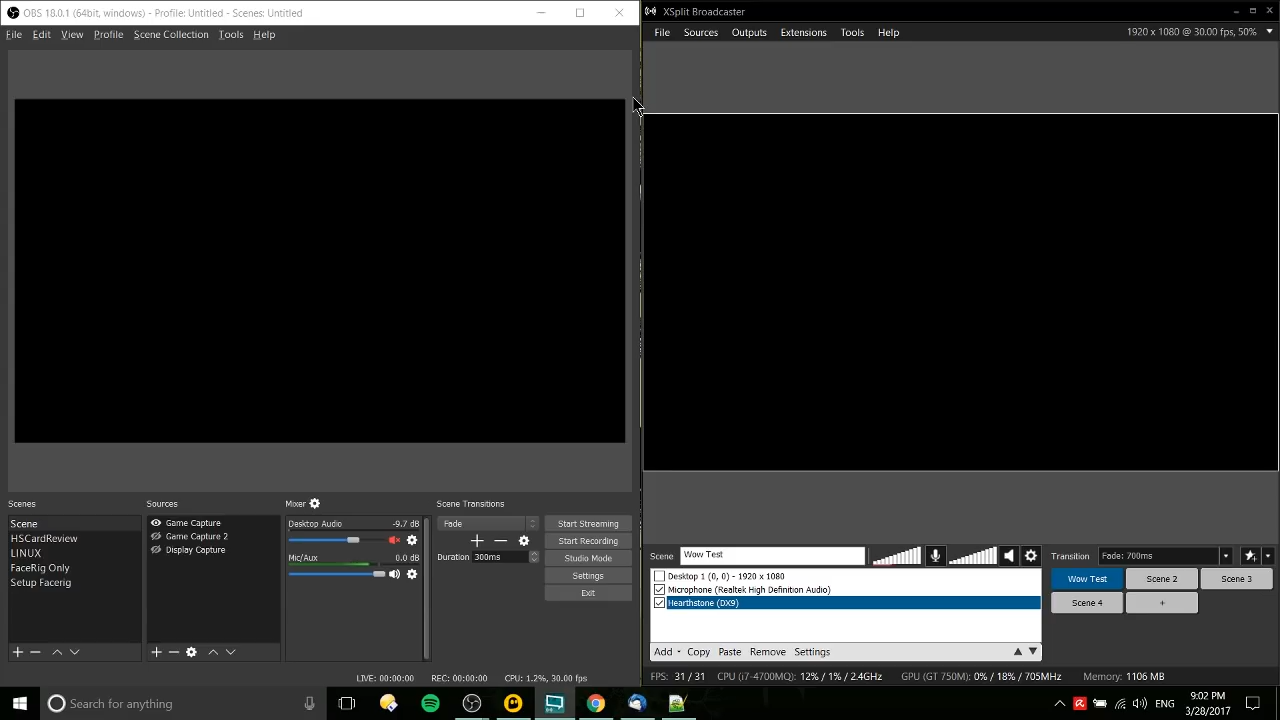 OBS 18.0.1 (64bit, windows) - Profile: Untitled - Scenes: Untitled
File Edit View Profile Scene Collection Tools Help
Scenes
Scene
HSCardReview
LINUX
FaceRig Only
Setup Facerig
Sources
Game Capture
Game Capture 2
Display Capture
Mixer
Desktop Audio -9.7 dB
Mic/Aux 0.0 dB
Scene Transitions
Fade
Duration 300ms
Start Streaming
Start Recording
Studio Mode
Settings
Exit
LIVE: 00:00:00 REC: 00:00:00 CPU: 1.2%, 30.00 fps
XSplit Broadcaster
File Sources Outputs Extensions Tools Help
1920 x 1080 @ 30.00 fps, 50%
Scene Wow Test
Transition Fade: 700ms
Desktop 1 (0, 0) - 1920 x 1080
Microphone (Realtek High Definition Audio)
Hearthstone (DX9)
Wow Test Scene 2 Scene 3
Scene 4 +
Add Copy Paste Remove Settings
FPS: 31 / 31 CPU (i7-4700MQ): 12% / 1% / 2.4GHz GPU (GT 750M): 0% / 18% / 705MHz Memory: 1106 MB
Search for anything
ENG
9:02 PM
3/28/2017